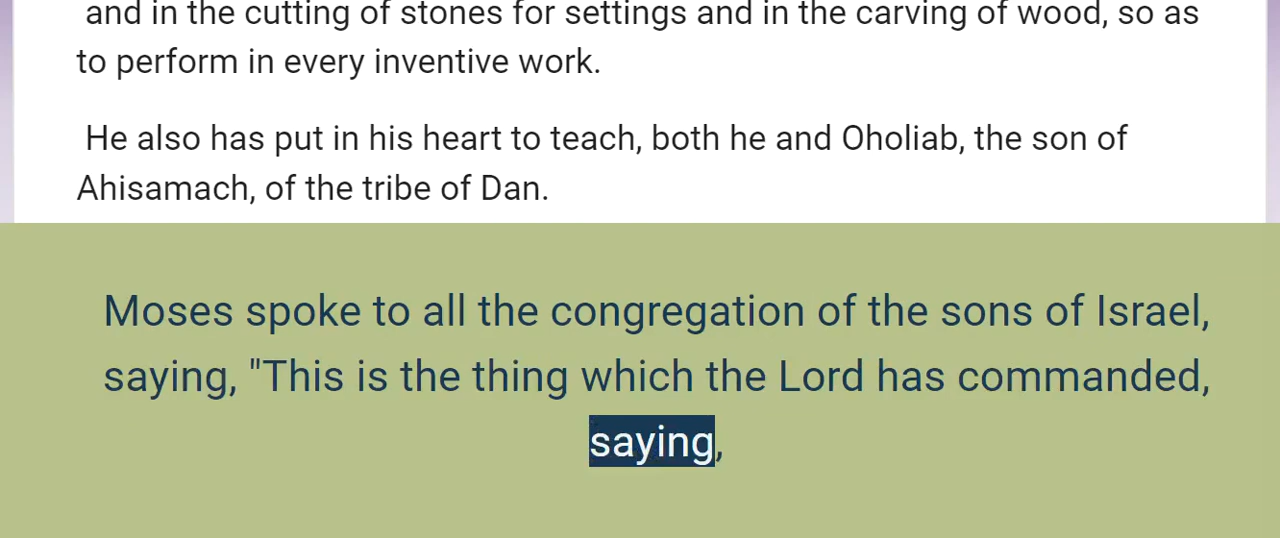 and in the cutting of stones for settings and in the carving of wood, so as
to perform in every inventive work.
He also has put in his heart to teach, both he and Oholiab, the son of
Ahisamach, of the tribe of Dan.
Moses spoke to all the congregation of the sons of Israel,
saying, "This is the thing which the Lord has commanded,
saying,